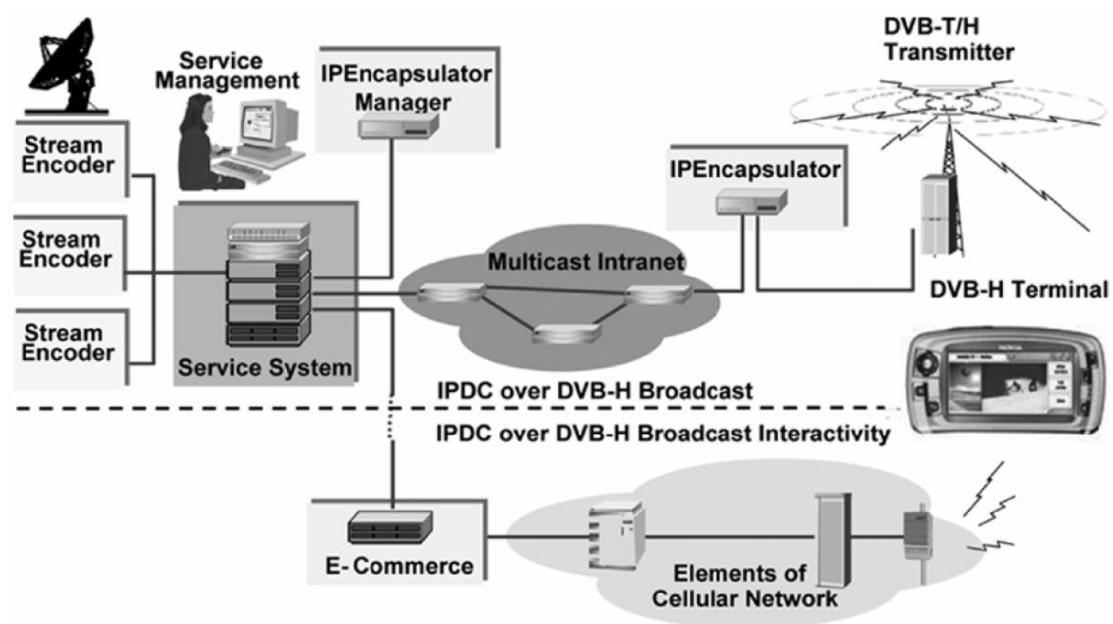 Service
Management
IPEncapsulator
Manager
DVB-T/H
Transmitter
Stream
Encoder
IPEncapsulator
Stream
Encoder
Multicast Intranet
DVB-H Terminal
Stream
Encoder
Service System
NOKIA
IPDC over DVB-H Broadcast
IPDC over DVB-H Broadcast Interactivity
E-Commerce
Elements of
Cellular Network